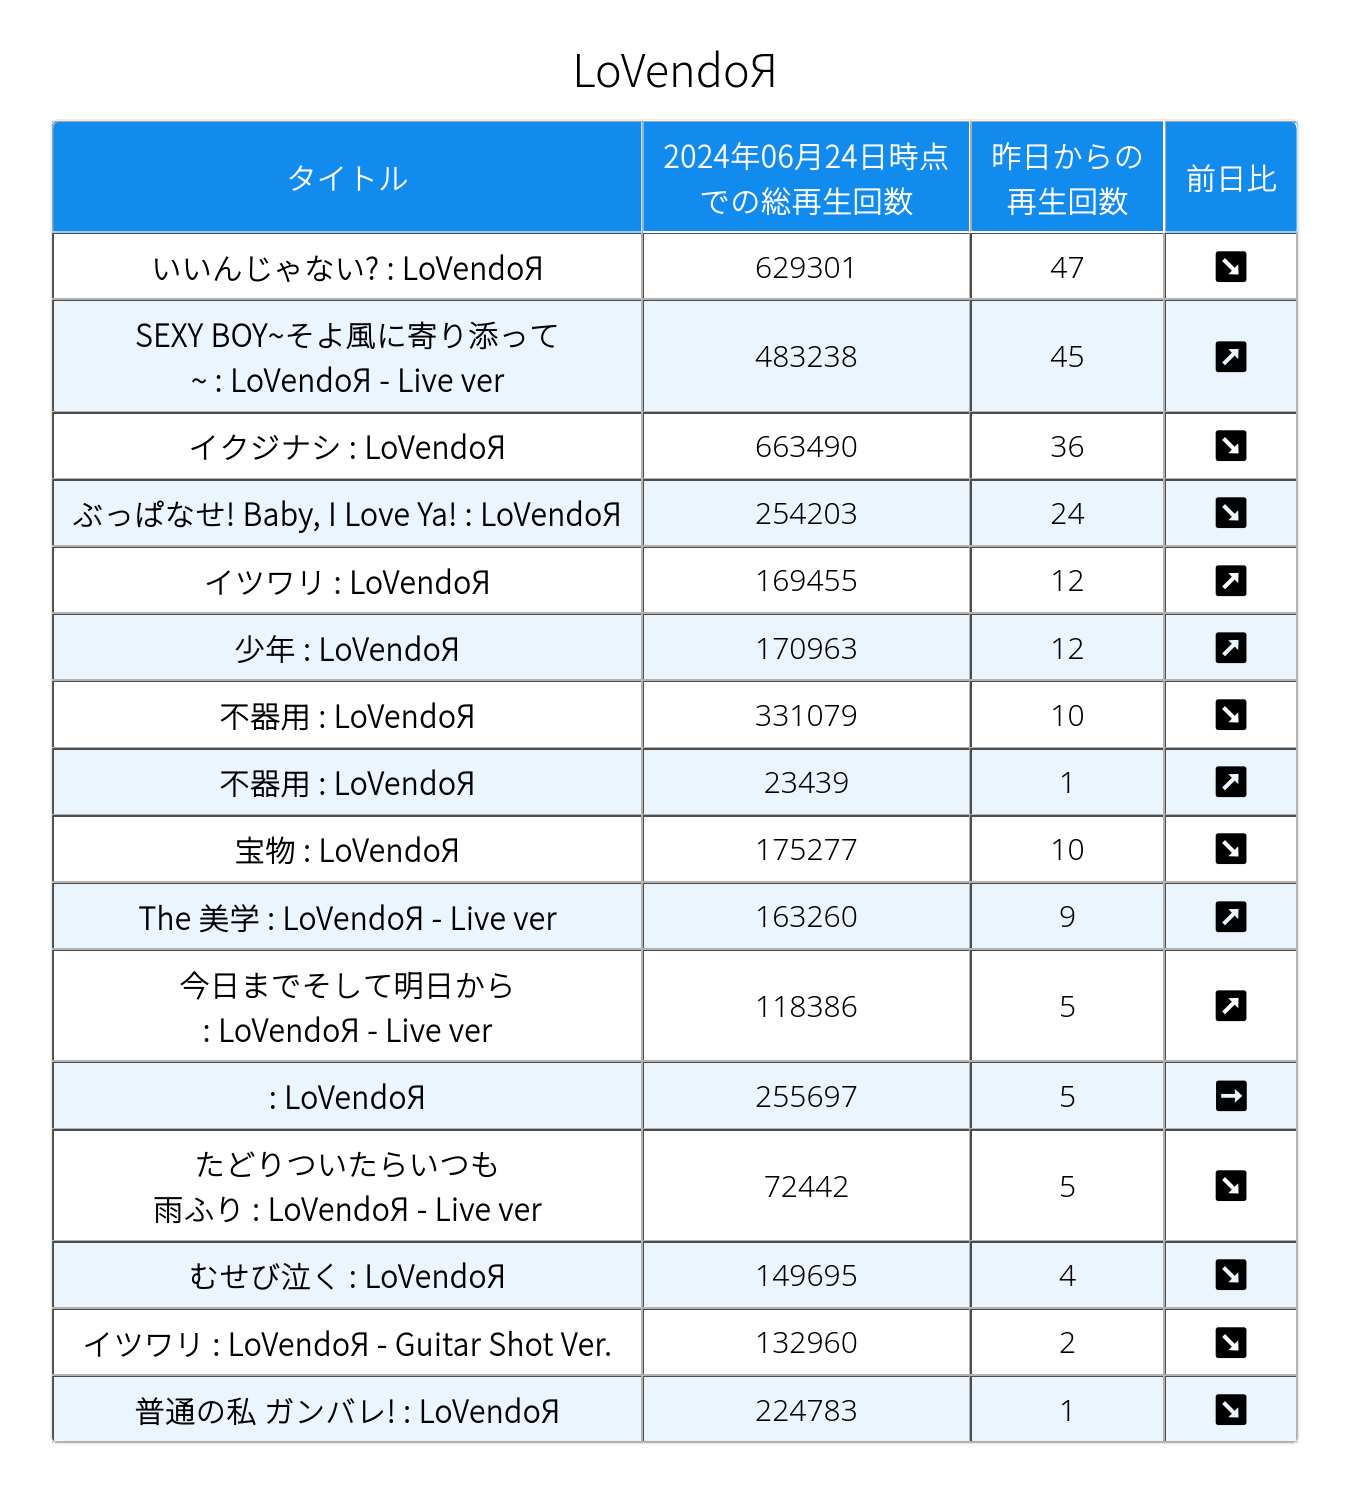 LoVendoЯ
タイトル
2024年06月24日時点
での総再生回数
昨日からの
再生回数
前日比
いいんじゃない? : LoVendoЯ
629301
47
SEXY BOY~そよ風に寄り添って
~ : LoVendoЯ - Live ver
483238
45
イクジナシ : LoVendoЯ
663490
36
ぶっぱなせ! Baby, I Love Ya! : LoVendoЯ
254203
24
イツワリ : LoVendoЯ
169455
12
少年 : LoVendoЯ
170963
12
不器用 : LoVendoЯ
331079
10
不器用 : LoVendoЯ
23439
1
宝物 : LoVendoЯ
175277
10
The 美学 : LoVendoЯ - Live ver
163260
9
今日までそして明日から
: LoVendoЯ - Live ver
118386
5
: LoVendoЯ
255697
5
たどりついたらいつも
雨ふり : LoVendoЯ - Live ver
72442
5
むせび泣く : LoVendoЯ
149695
4
イツワリ : LoVendoЯ - Guitar Shot Ver.
132960
2
普通の私 ガンバレ! : LoVendoЯ
224783
1